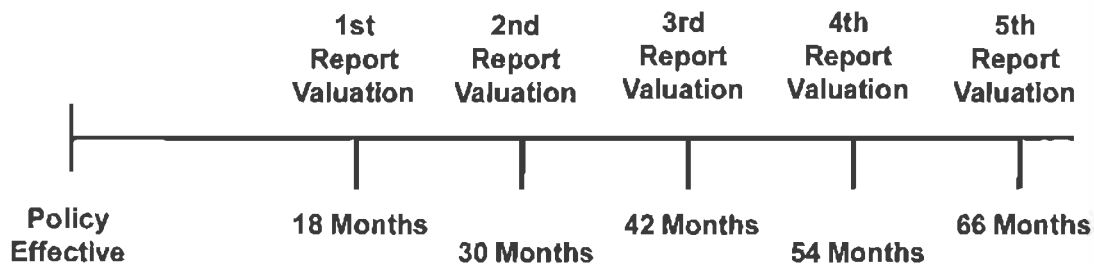 1st
Report
Valuation
2nd
Report
Valuation
3rd
Report
Valuation
4th
Report
Valuation
5th
Report
Valuation
Policy
Effective
18 Months
30 Months
42 Months
54 Months
66 Months